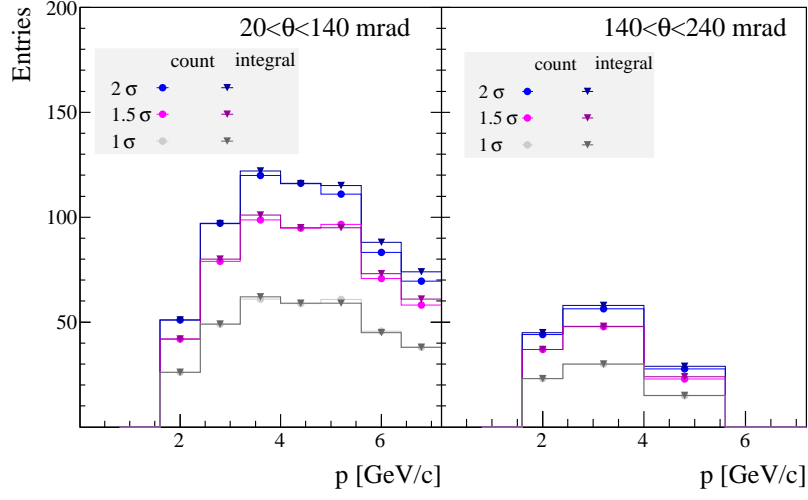 20<θ<140 mrad
140<θ<240 mrad
Entries
200
150
100
50
count integral
2 σ
1.5 σ
1 σ
count integral
2 σ
1.5 σ
1 σ
2 4 6
2 4 6
p [GeV/c]
p [GeV/c]